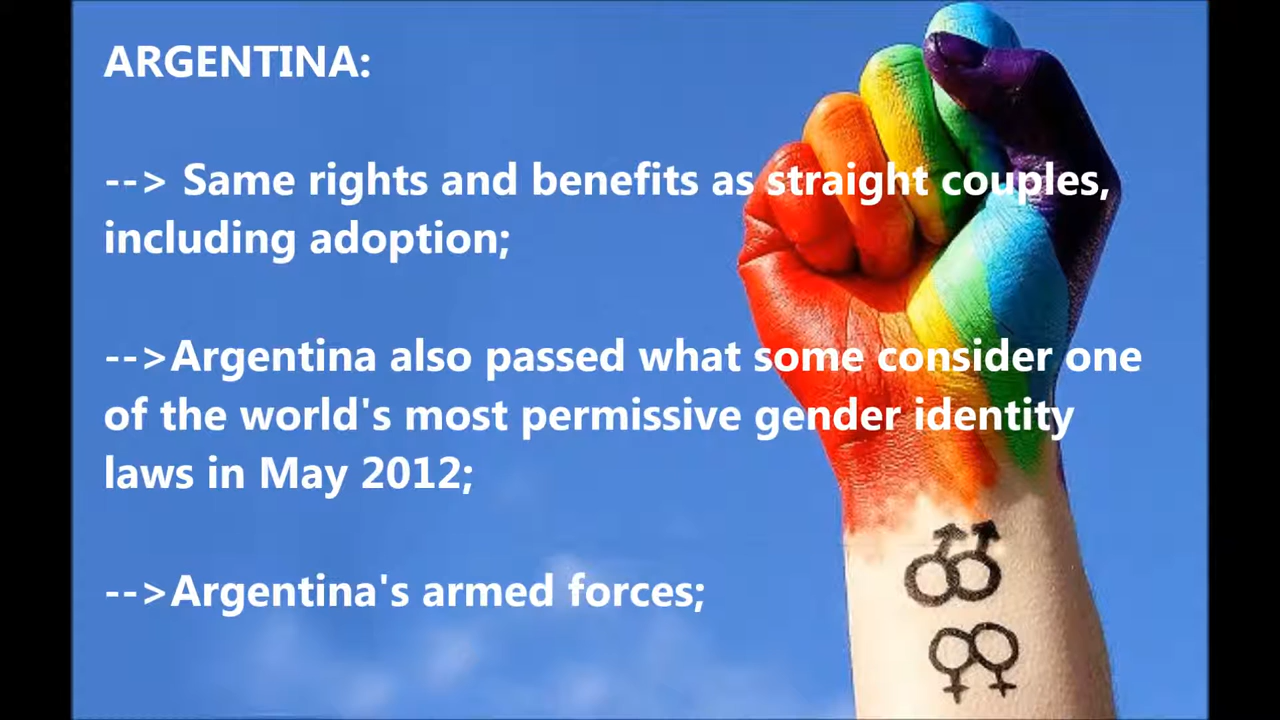 ARGENTINA:
--> Same rights and benefits as straight couples,
including adoption;
-->Argentina also passed what some consider one
of the world's most permissive gender identity
laws in May 2012;
-->Argentina's armed forces;